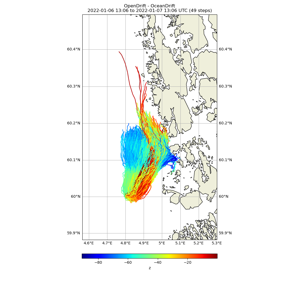 OpenDrift - OceanDrift
2022-01-06 13:06 to 2022-01-07 13:06 UTC (49 steps)
60.4°N
60.4°N
60.3°N
60.3°N
60.2°N
60.2°N
60.1°N
60.1°N
60°N
60°N
59.9°N
59.9°N
4.6°E 4.7°E 4.8°E 4.9°E 5°E 5.1°E 5.2°E 5.3°E
−80 −60 −40 −20
z